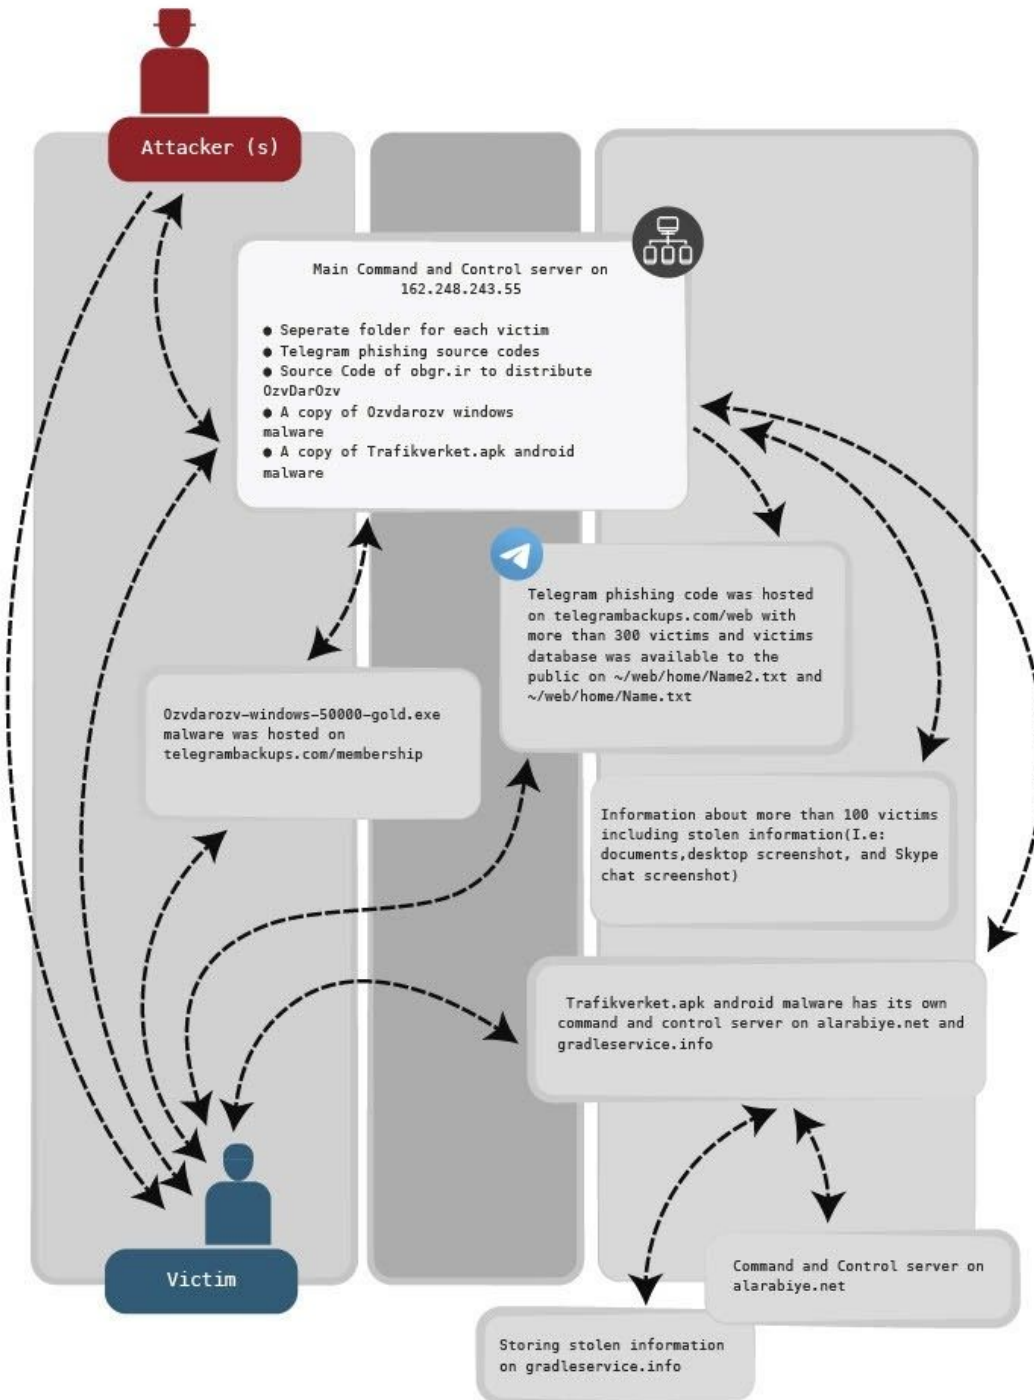 Attacker (s)
Main Command and Control server on
162.248.243.55
● Seperate folder for each victim
● Telegram phishing source codes
● Source Code of obgr.ir to distribute
OzvDarOzv
● A copy of Ozvdarozv windows
malware
● A copy of Trafikverket.apk android
malware
Telegram phishing code was hosted
on telegrambackups.com/web with
more than 300 victims and victims
database was available to the
public on ~/web/home/Name2.txt and
~/web/home/Name.txt
Ozvdarozv-windows-50000-gold.exe
malware was hosted on
telegrambackups.com/membership
Information about more than 100 victims
including stolen information(I.e:
documents,desktop screenshot, and Skype
chat screenshot)
Trafikverket.apk android malware has its own
command and control server on alarabiye.net and
gradleservice.info
Victim
Command and Control server on
alarabiye.net
Storing stolen information
on gradleservice.info